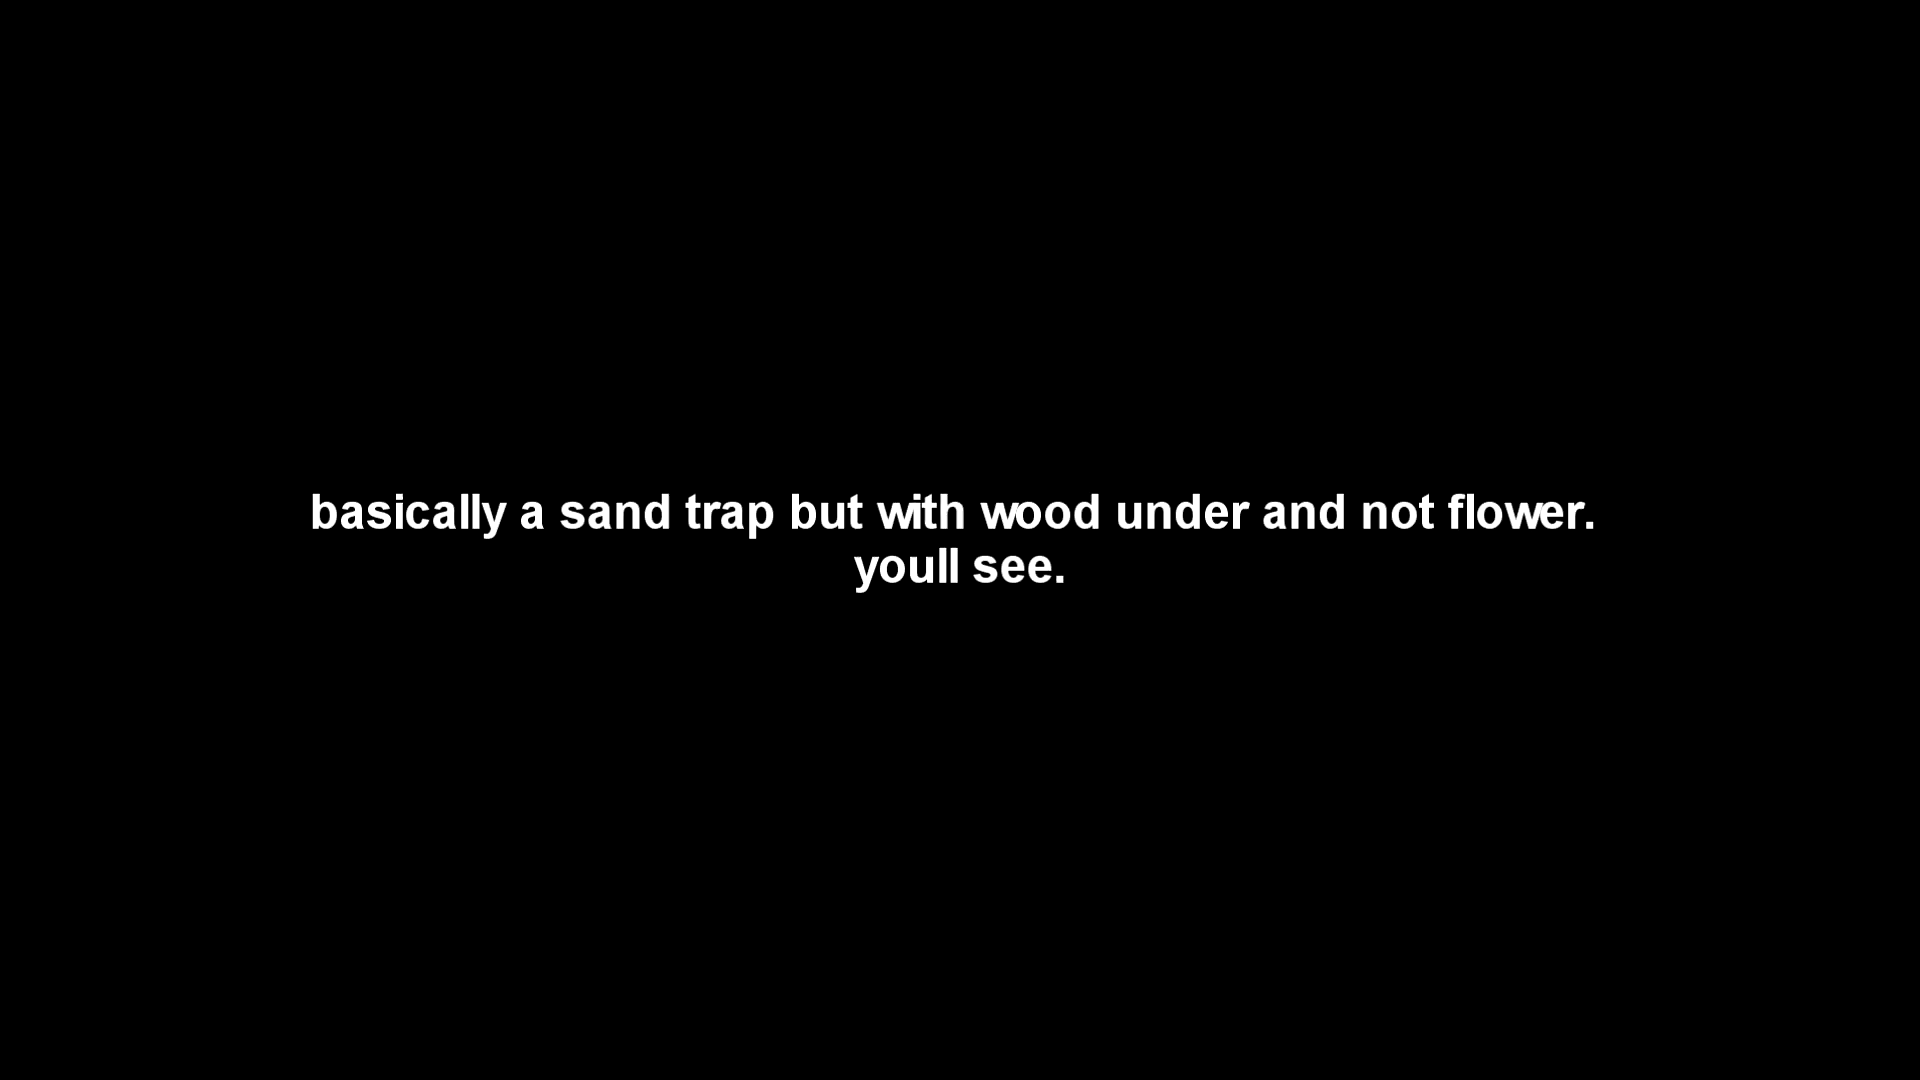 basically a sand trap but with wood under and not flower.
youll see.